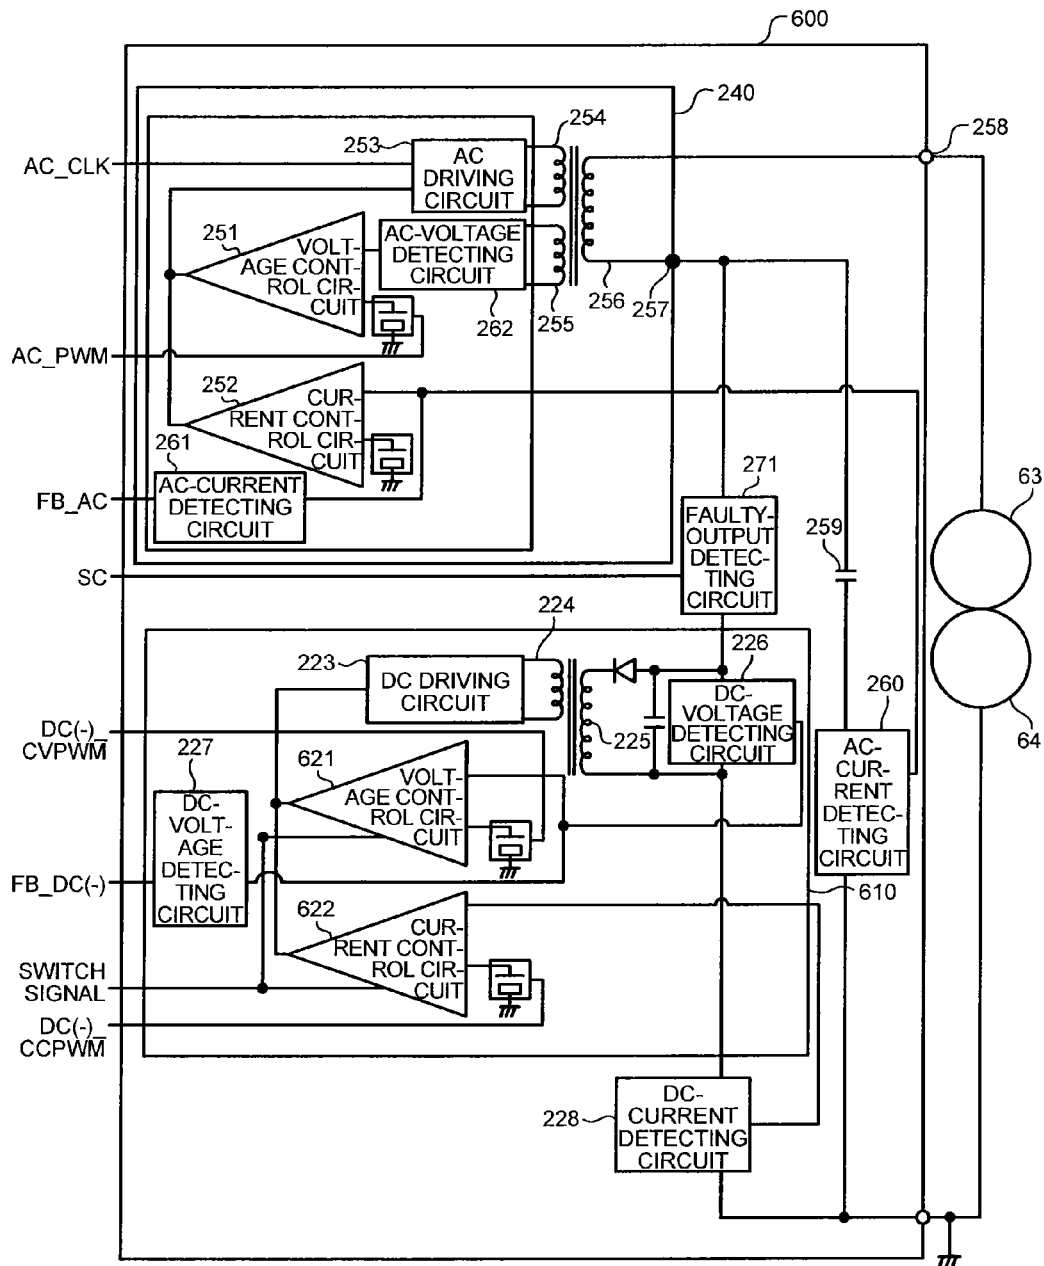 600
240
254
253
258
AC_CLK
AC
DRIVING
CIRCUIT
251
VOLT-
AGE CONT-
ROL CIR-
CUIT
AC-VOLTAGE
DETECTING
CIRCUIT
262
255
256
257
AC_PWM
252
CUR-
RENT CONT-
ROL CIR-
CUIT
261
FB_AC
AC-CURRENT
DETECTING
CIRCUIT
271
FAULTY-
OUTPUT
DETEC-
TING
CIRCUIT
259
63
SC
224
223
DC DRIVING
CIRCUIT
226
DC-
VOLTAGE
DETECTING
CIRCUIT
225
260
64
DC(-)_
CVPWM
227
621
VOLT-
AGE CONT-
ROL CIR-
CUIT
AC-
CUR-
RENT
DETEC-
TING
CIRCUIT
DC-
VOLT-
AGE
DETEC-
TING
CIRCUIT
FB_DC(-)
610
622
CUR-
RENT CONT-
ROL CIR-
CUIT
SWITCH
SIGNAL
DC(-)_
CCPWM
228
DC-
CURRENT
DETECTING
CIRCUIT